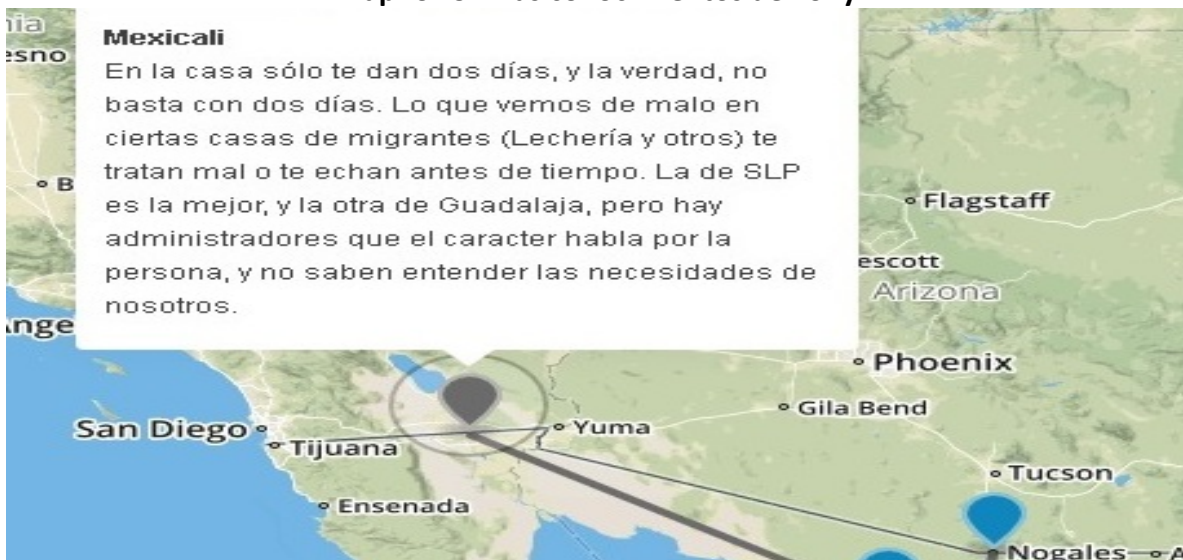 Mexicali
En la casa sólo te dan dos días, y la verdad, no
basta con dos días. Lo que vemos de malo en
ciertas casas de migrantes (Lechería y otros) te
tratan mal o te echan antes de tiempo. La de SLP
es la mejor, y la otra de Guadalaja, pero hay
administradores que el caracter habla por la
persona, y no saben entender las necesidades de
nosotros.
Flagstaff
escott
Arizona
Phoenix
Gila Bend
San Diego
Yuma
Tijuana
Tucson
Ensenada
Nogales